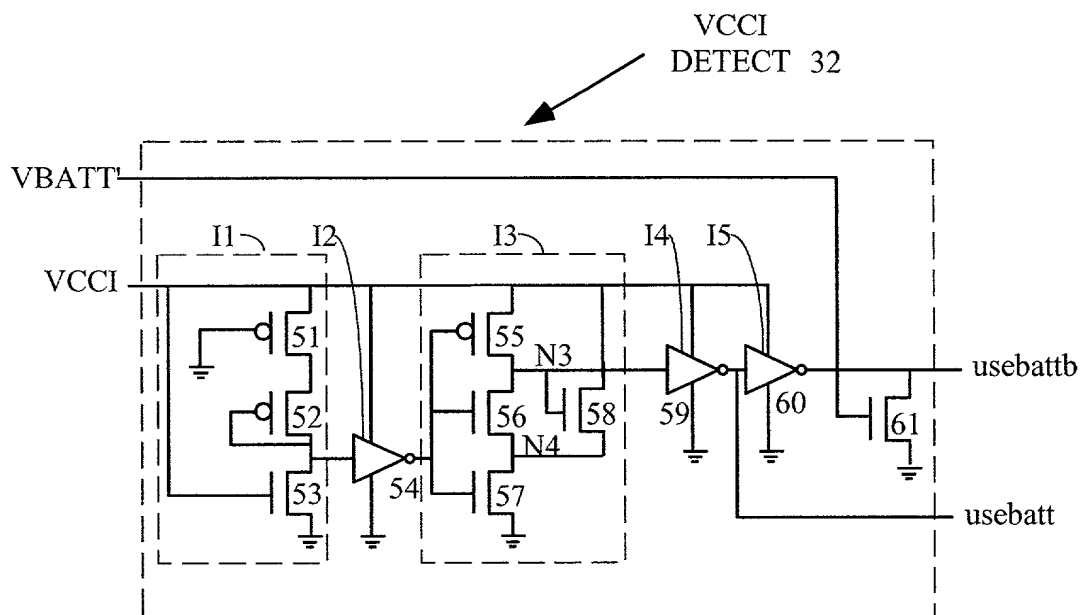 VCCI
DETECT 32
VBATT'
I1
I2
I3
I4
I5
VCCI
51
55
N3
usebattb
52
56
58
59
60
61
N4
53
54
57
usebatt